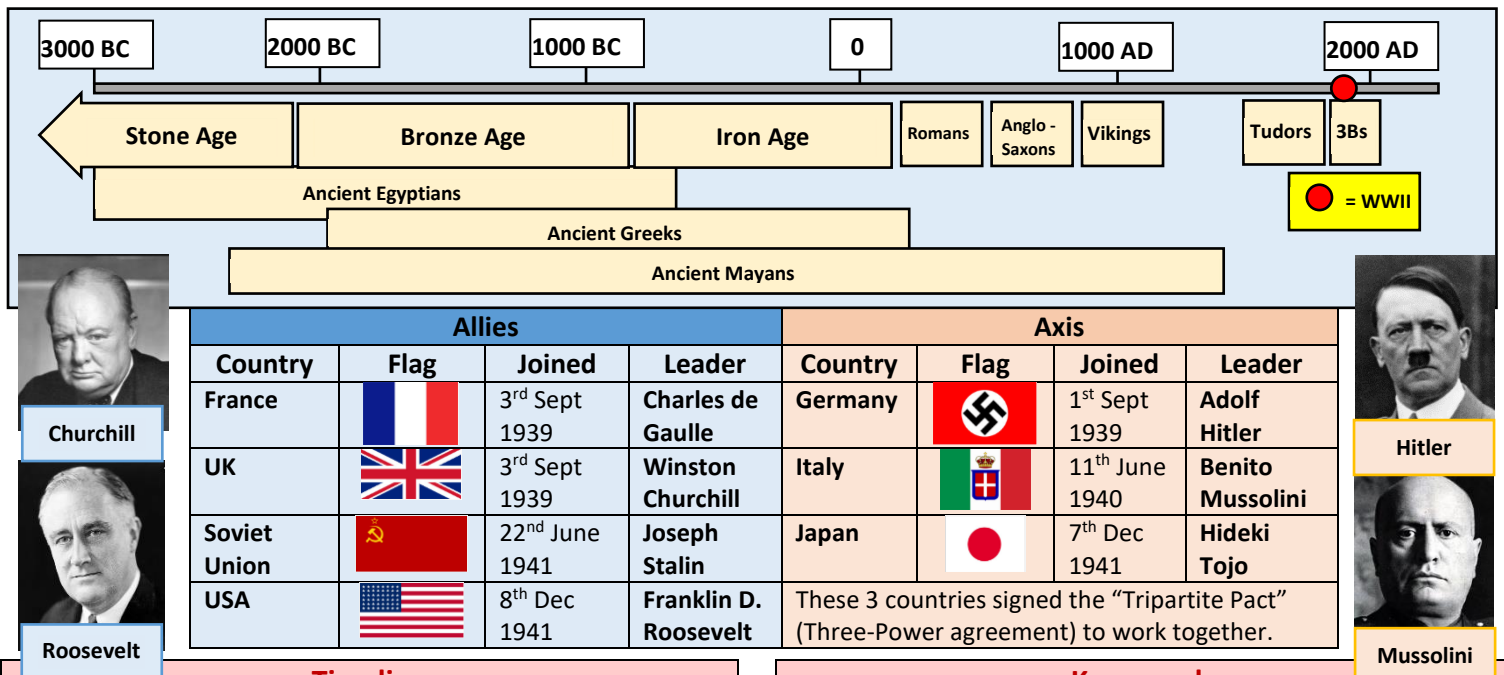 3000 BC
2000 BC
1000 BC
0
1000 AD
2000 AD
Stone Age
Bronze Age
Iron Age
Romans
Anglo -
Saxons
Vikings
Tudors
3Bs
Ancient Egyptians
= WWII
Ancient Greeks
Ancient Mayans
Churchill
Roosevelt
Allies
Axis
Country Flag Joined Leader Country Flag Joined Leader
France 3rd Sept Charles de Germany 1st Sept Adolf
1939 Gaulle 1939 Hitler
UK 3rd Sept Winston Italy 11th June Benito
1939 Churchill 1940 Mussolini
Soviet 22nd June Joseph Japan 7th Dec Hideki
Union 1941 Stalin 1941 Tojo
USA 8th Dec Franklin D. These 3 countries signed the “Tripartite Pact”
1941 Roosevelt (Three-Power agreement) to work together.
Hitler
Mussolini